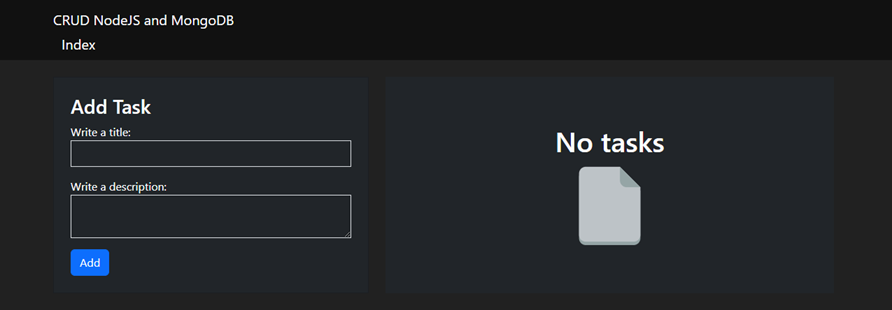 CRUD NodeJS and MongoDB
Index
Add Task
Write a title:
Write a description:
Add
No tasks